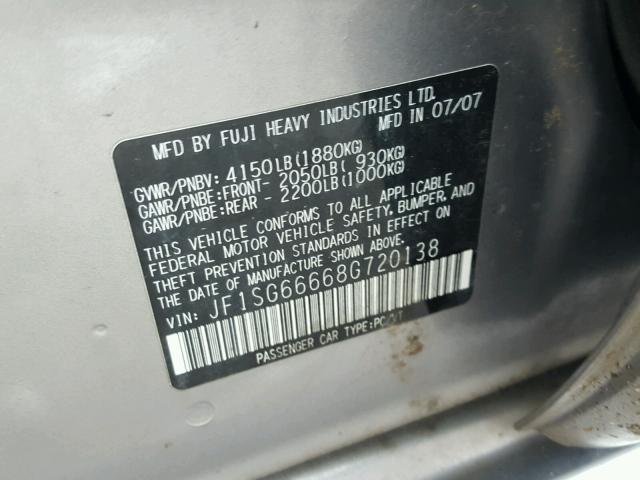 MFD BY FUJI HEAVY INDUSTRIES LTD.
MFD IN 07/07
GVWR/PNBV: 4150LB(1880KG)
GAWR/PNBE:FRONT- 2050LB( 930KG)
GAWR/PNBE:REAR - 2200LB(1000KG)
THIS VEHICLE CONFORMS TO ALL APPLICABLE
FEDERAL MOTOR VEHICLE SAFETY, BUMPER, AND
THEFT PREVENTION STANDARDS IN EFFECT ON
THE DATE OF MANUFACTURE SHOWN ABOVE.
VIN: JF1SG66668G720138
PASSENGER CAR TYPE: